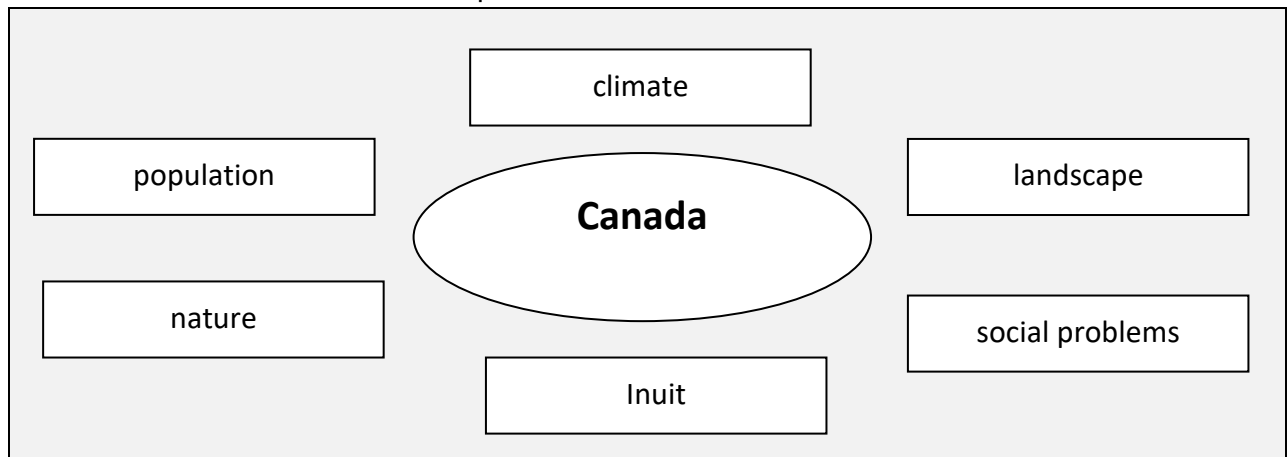 climate
population
landscape
Canada
nature
social problems
Inuit